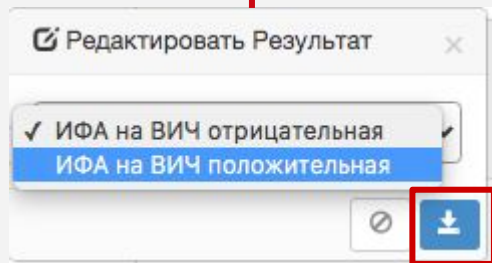 Редактировать Результат
ИФА на ВИЧ отрицательная
ИФА на ВИЧ положительная